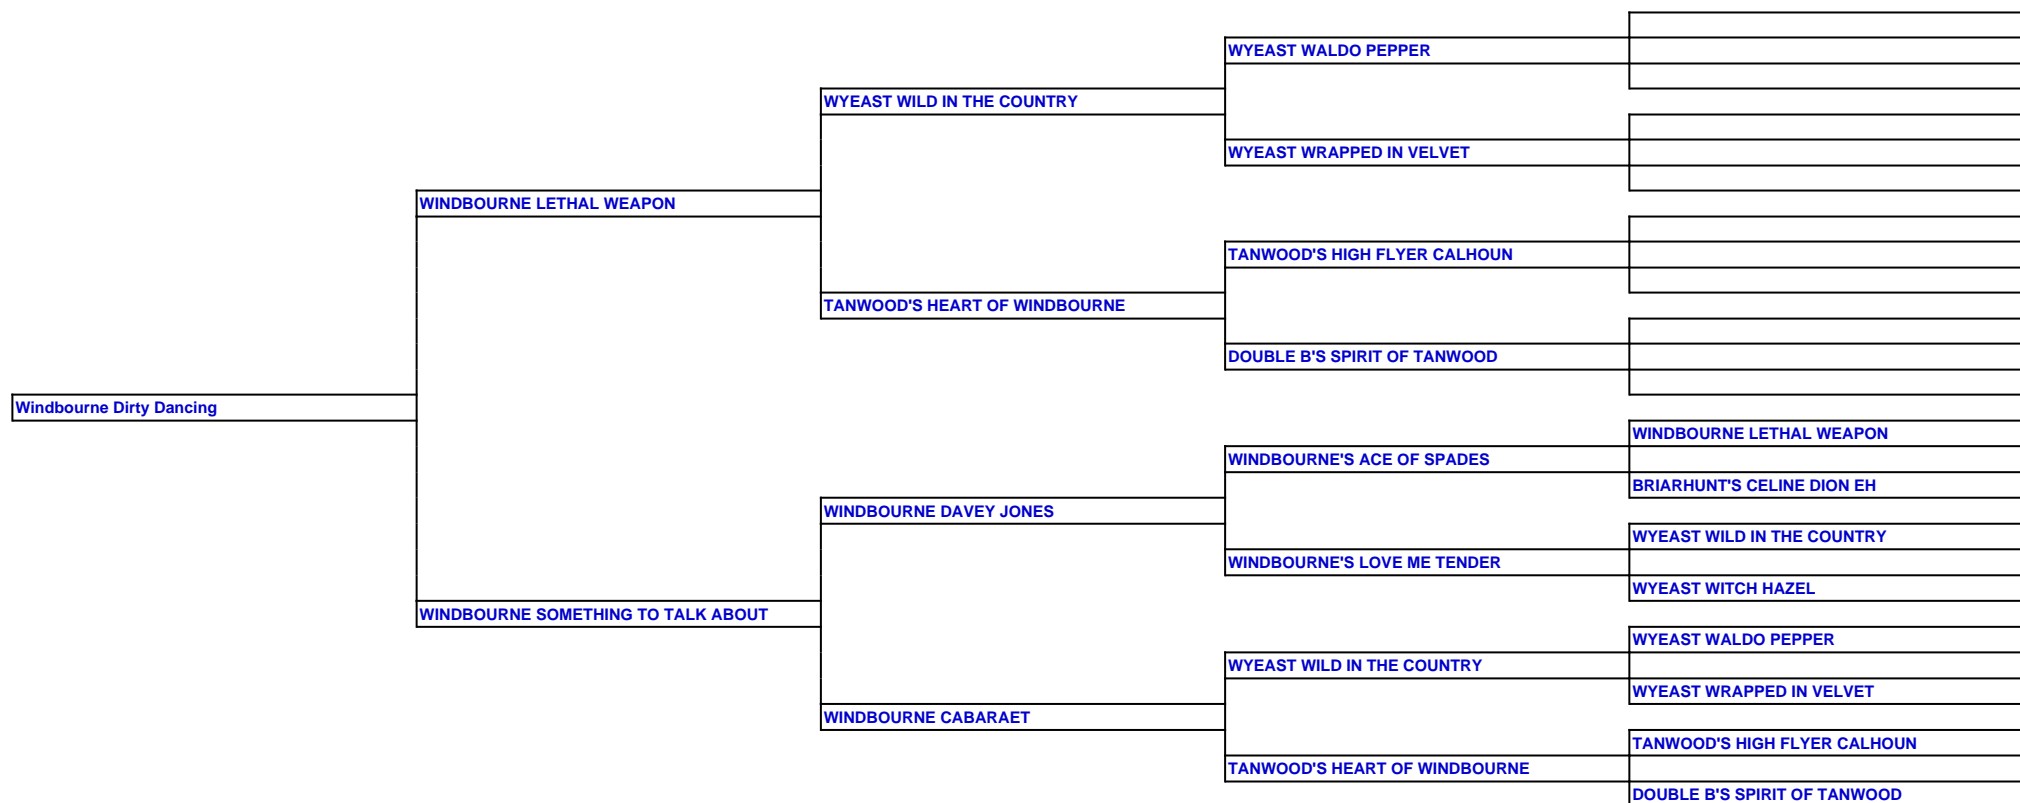 WYEAST WALDO PEPPER
WYEAST WILD IN THE COUNTRY
WYEAST WRAPPED IN VELVET
WINDBOURNE LETHAL WEAPON
TANWOOD'S HIGH FLYER CALHOUN
TANWOOD'S HEART OF WINDBOURNE
DOUBLE B'S SPIRIT OF TANWOOD
Windbourne Dirty Dancing
WINDBOURNE LETHAL WEAPON
WINDBOURNE'S ACE OF SPADES
BRIARHUNT'S CELINE DION EH
WINDBOURNE DAVEY JONES
WYEAST WILD IN THE COUNTRY
WINDBOURNE'S LOVE ME TENDER
WYEAST WITCH HAZEL
WINDBOURNE SOMETHING TO TALK ABOUT
WYEAST WALDO PEPPER
WYEAST WILD IN THE COUNTRY
WYEAST WRAPPED IN VELVET
WINDBOURNE CABARAET
TANWOOD'S HIGH FLYER CALHOUN
TANWOOD'S HEART OF WINDBOURNE
DOUBLE B'S SPIRIT OF TANWOOD